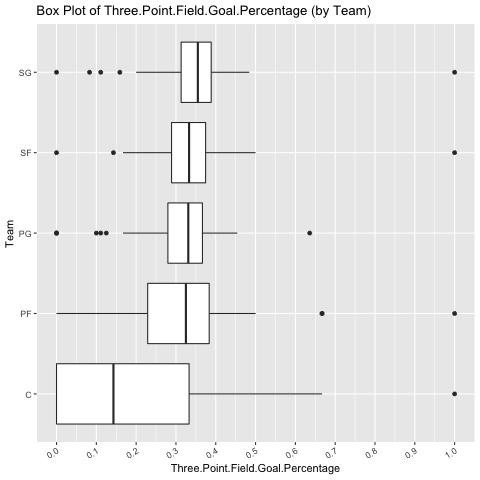 Box Plot of Three.Point.Field.Goal.Percentage (by Team)
Team
SG
SF
PG
PF
C
0.0 0.1 0.2 0.3 0.4 0.5 0.6 0.7 0.8 0.9 1.0
Three.Point.Field.Goal.Percentage